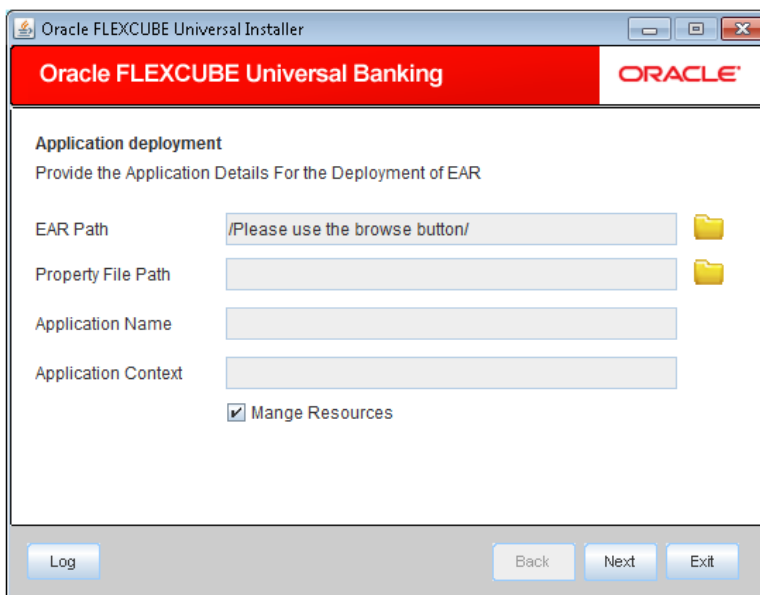 Oracle FLEXCUBE Universal Installer
Oracle FLEXCUBE Universal Banking
ORACLE
Application deployment
Provide the Application Details For the Deployment of EAR
EAR Path /Please use the browse button/
Property File Path
Application Name
Application Context
Mange Resources
Log Back Next Exit